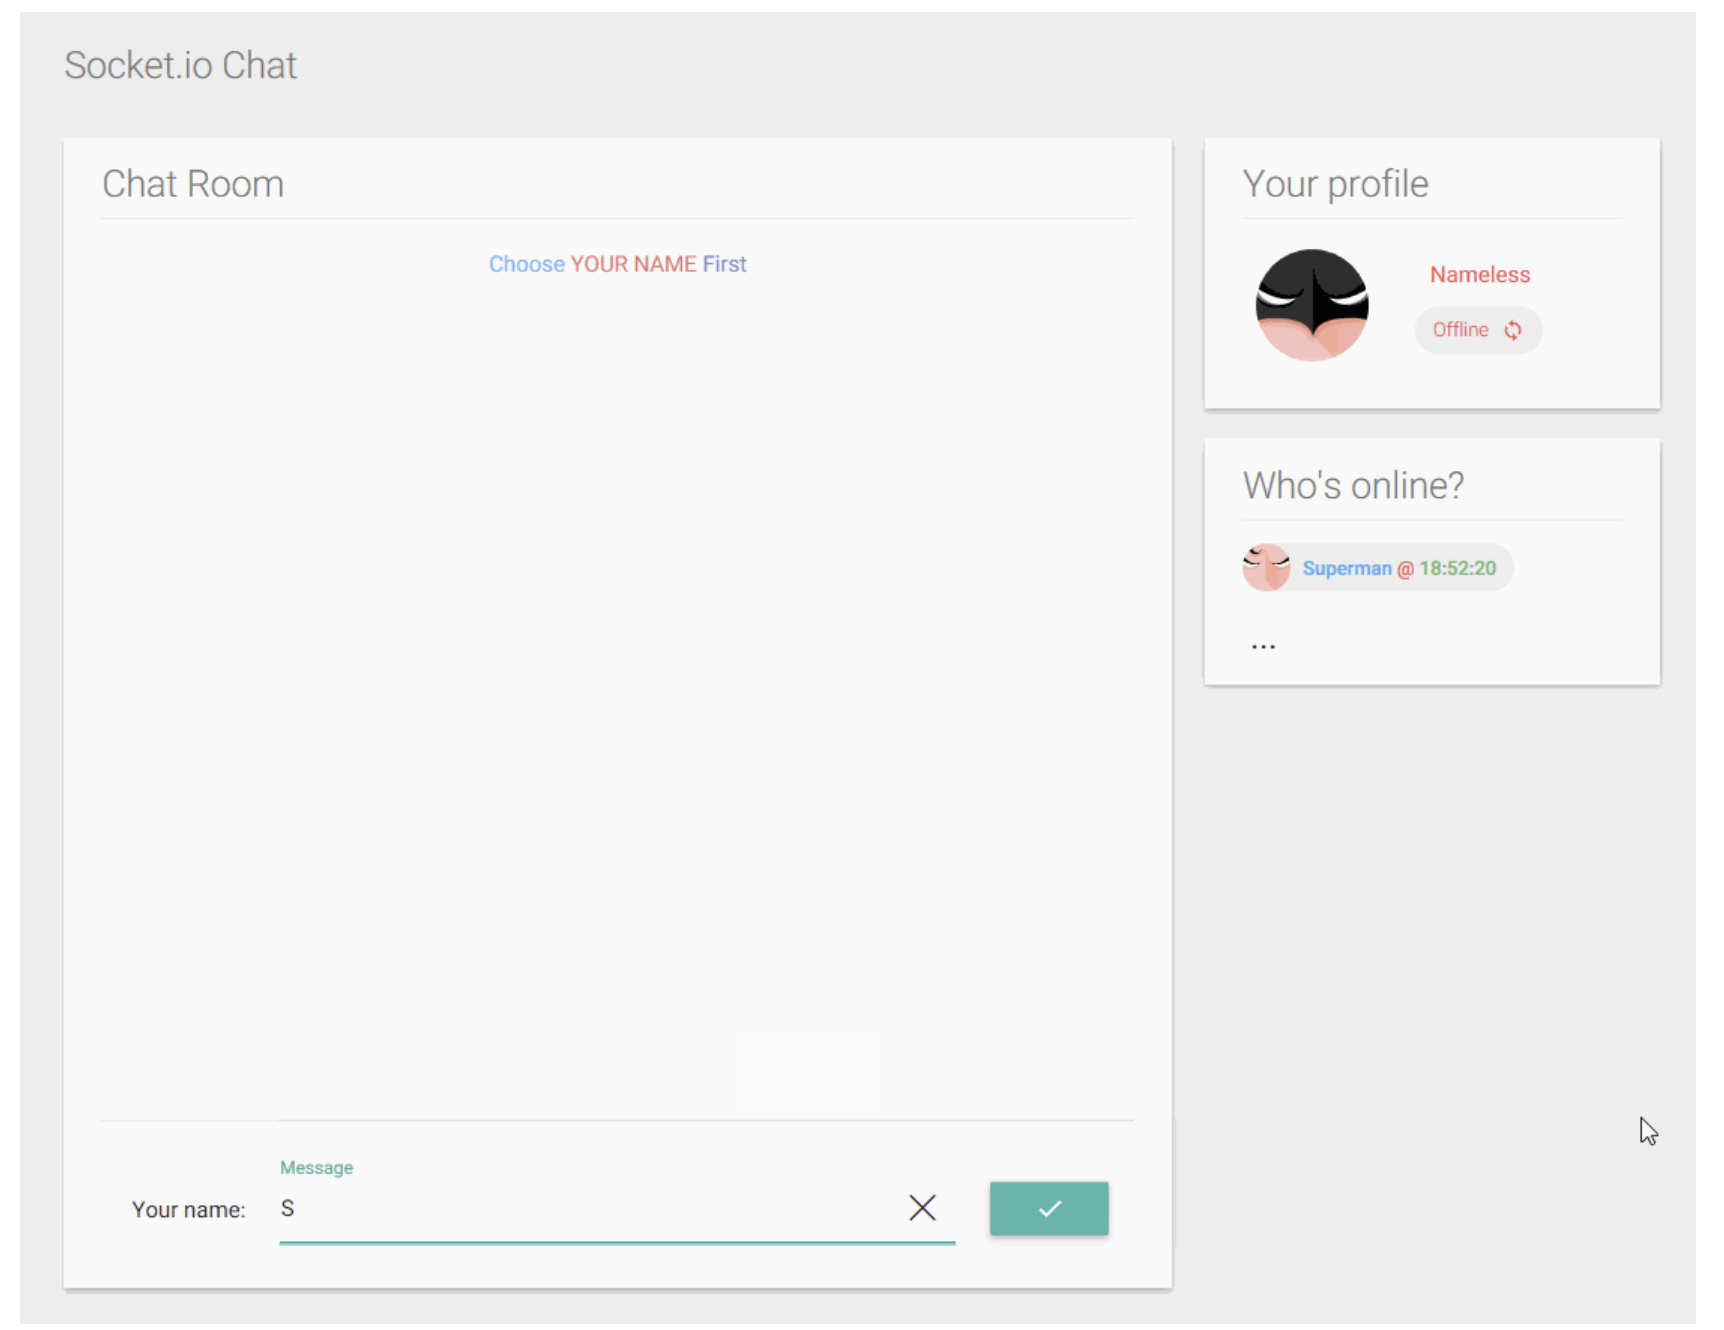 Socket.io Chat
Chat Room
Choose YOUR NAME First
Message
Your name: S
Your profile
Nameless
Offline
Who's online?
Superman @ 18:52:20
...